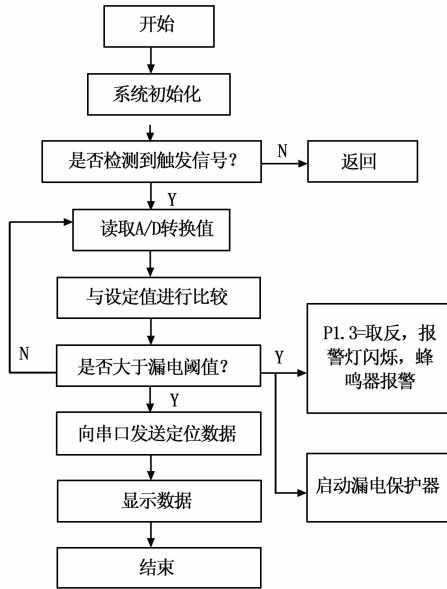 开始
系统初始化
是否检测到触发信号？
N
返回
Y
读取A/D转换值
与设定值进行比较
N
是否大于漏电阈值？
Y
P1.3=取反，报
警灯闪烁，蜂
鸣器报警
Y
向串口发送定位数据
启动漏电保护器
显示数据
结束